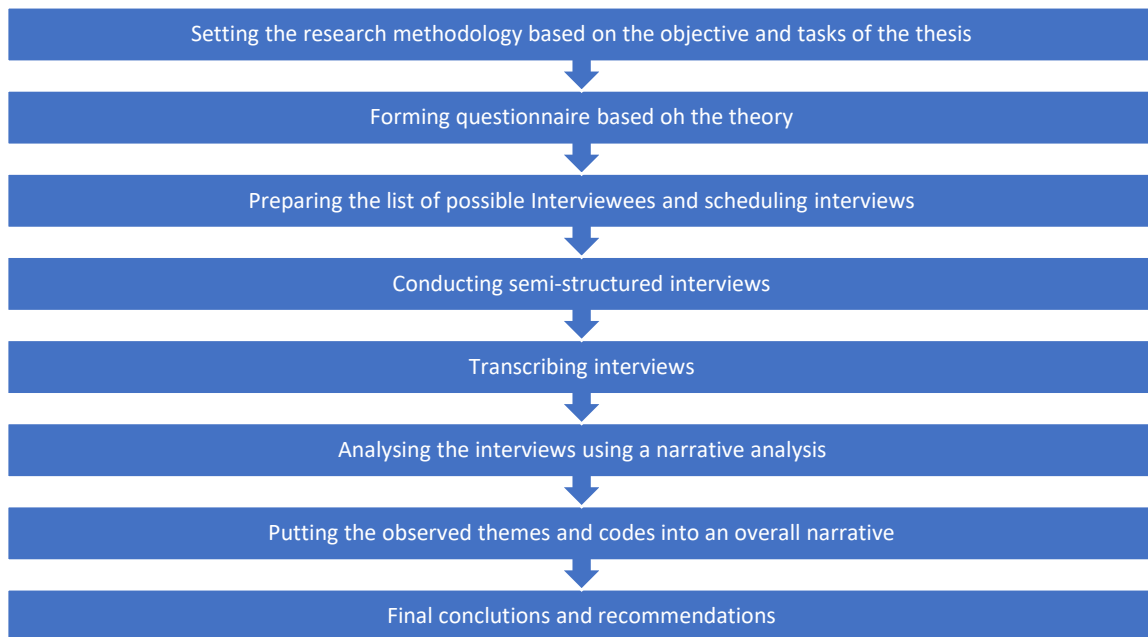 Setting the research methodology based on the objective and tasks of the thesis
Forming questionnaire based oh the theory
Preparing the list of possible Interviewees and scheduling interviews
Conducting semi-structured interviews
Transcribing interviews
Analysing the interviews using a narrative analysis
Putting the observed themes and codes into an overall narrative
Final conclutions and recommendations